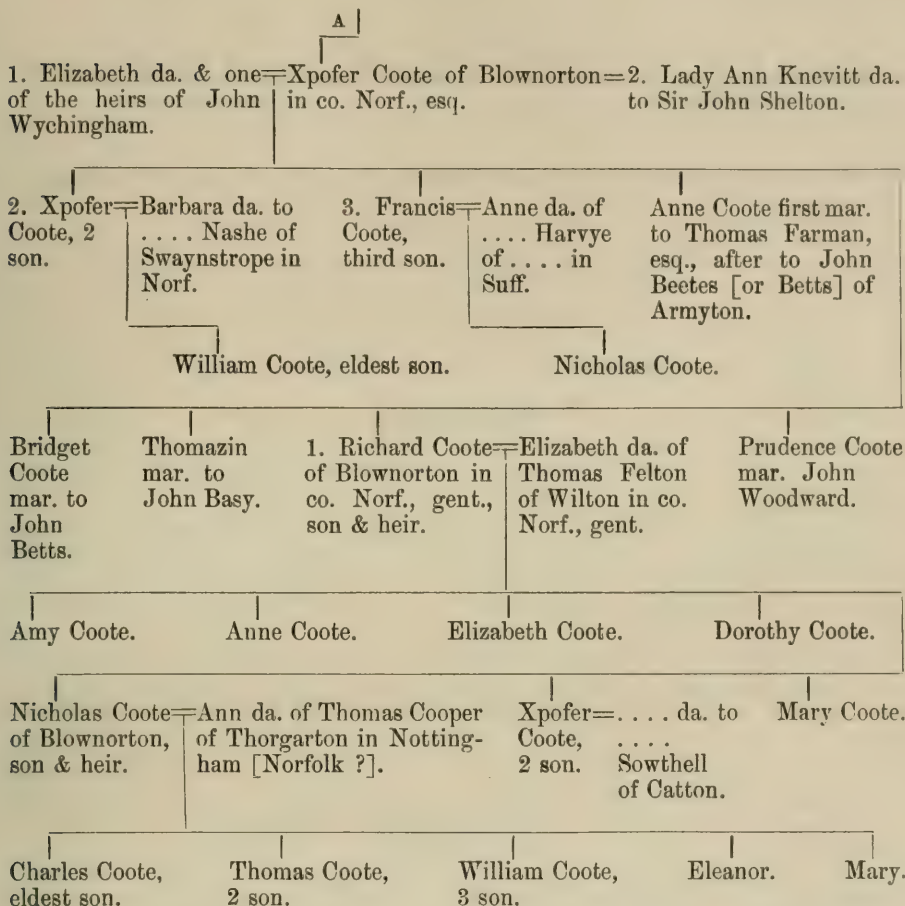 A
1. Elizabeth da. & one
of the heirs of John
Wychingham.
Xpofer Coote of Blownorton
in co. Norf., esq.
2. Lady Ann Knevitt da.
to Sir John Shelton.
2. Xpofer
Coote, 2
son.
Barbara da. to
.... Nashe of
Swaynstrope in
Norf.
3. Francis
Coote,
third son.
Anne da. of
.... Harvye
of .... in
Suff.
Anne Coote first mar.
to Thomas Farman,
esq., after to John
Beetes [or Betts] of
Armyton.
William Coote, eldest son.
Nicholas Coote.
Bridget
Coote
mar. to
John
Betts.
Thomazin
mar. to
John Basy.
1. Richard Coote
of Blownorton in
co. Norf., gent.,
son & heir.
Elizabeth da. of
Thomas Felton
of Wilton in co.
Norf., gent.
Prudence Coote
mar. John
Woodward.
Amy Coote.
Anne Coote.
Elizabeth Coote.
Dorothy Coote.
Nicholas Coote
of Blownorton,
son & heir.
Ann da. of Thomas Cooper
of Thorgarton in Notting-
ham [Norfolk ?].
Xpofer
Coote,
2 son.
.... da. to
....
Sowthell
of Catton.
Mary Coote.
Charles Coote,
eldest son.
Thomas Coote,
2 son.
William Coote,
3 son.
Eleanor.
Mary.